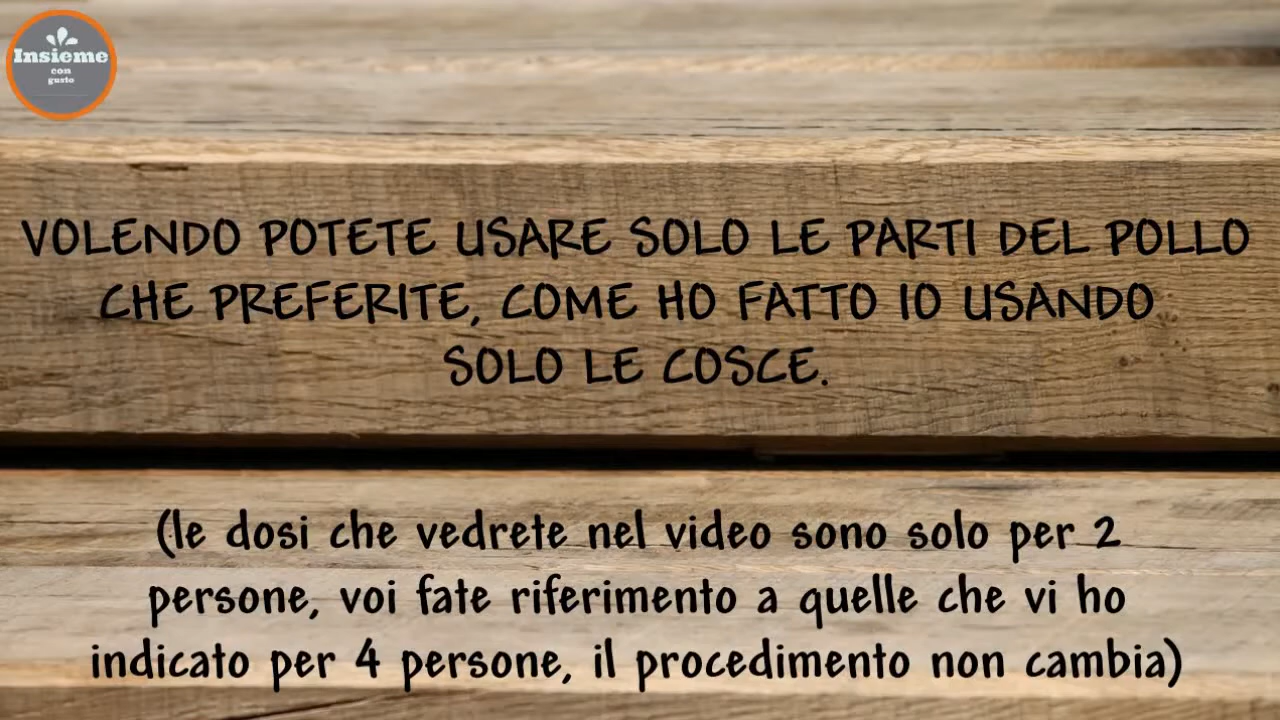 Insieme
con
gusto
VOLENDO POTETE USARE SOLO LE PARTI DEL POLLO
CHE PREFERITE, COME HO FATTO IO USANDO
SOLO LE COSCE.
(le dosi che vedrete nel video sono solo per 2
persone, voi fate riferimento a quelle che vi ho
indicato per 4 persone, il procedimento non cambia)